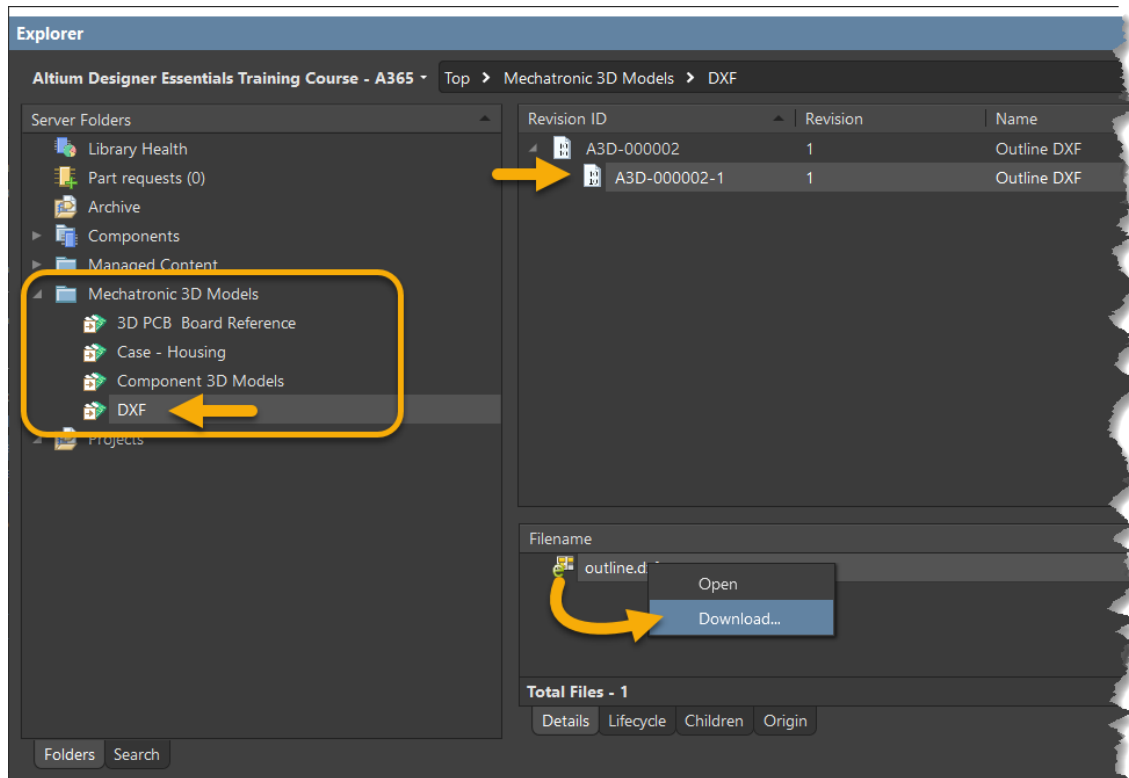 Explorer
Altium Designer Essentials Training Course - A365 Top > Mechatronic 3D Models > DXF
Server Folders
Library Health
Part requests (0)
Archive
Components
Managed Content
Mechatronic 3D Models
3D PCB Board Reference
Case - Housing
Component 3D Models
DXF
Projects
Folders Search
Revision ID Revision Name
A3D-000002 1 Outline DXF
A3D-000002-1 1 Outline DXF
Filename
Open
Download...
Total Files - 1
Details Lifecycle Children Origin